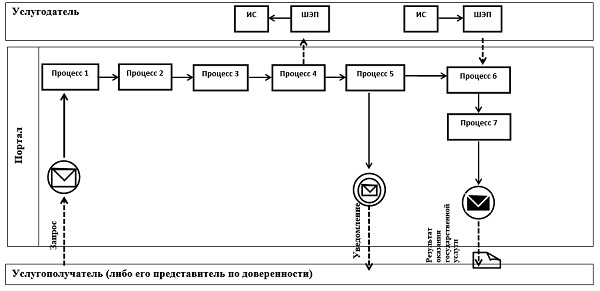 Услугодатель
ИС
ШЭП
ИС
ШЭП
Портал
Процесс 1
Процесс 2
Процесс 3
Процесс 4
Процесс 5
Процесс 6
Процесс 7
Запрос
Уведомление
Результат
оказания
государственной
услуги
Услугополучатель (либо его представитель по доверенности)